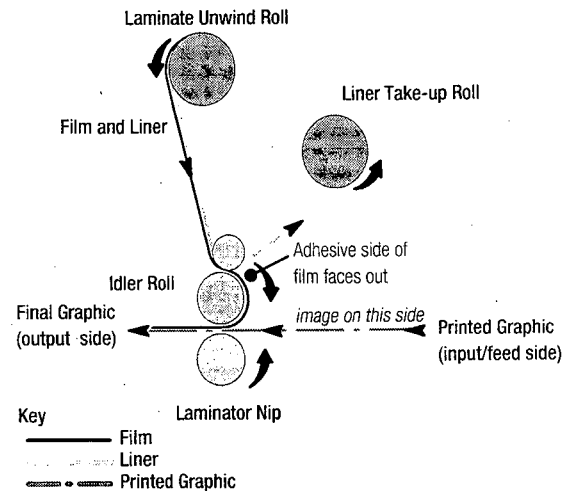 Laminate Unwind Roll
Liner Take-up Roll
Film and Liner
Adhesive side of
film faces out
Idler Roll
image on this side
Final Graphic
(output side)
Printed Graphic
(input/feed side)
Laminator Nip
Key
Film
Liner
Printed Graphic